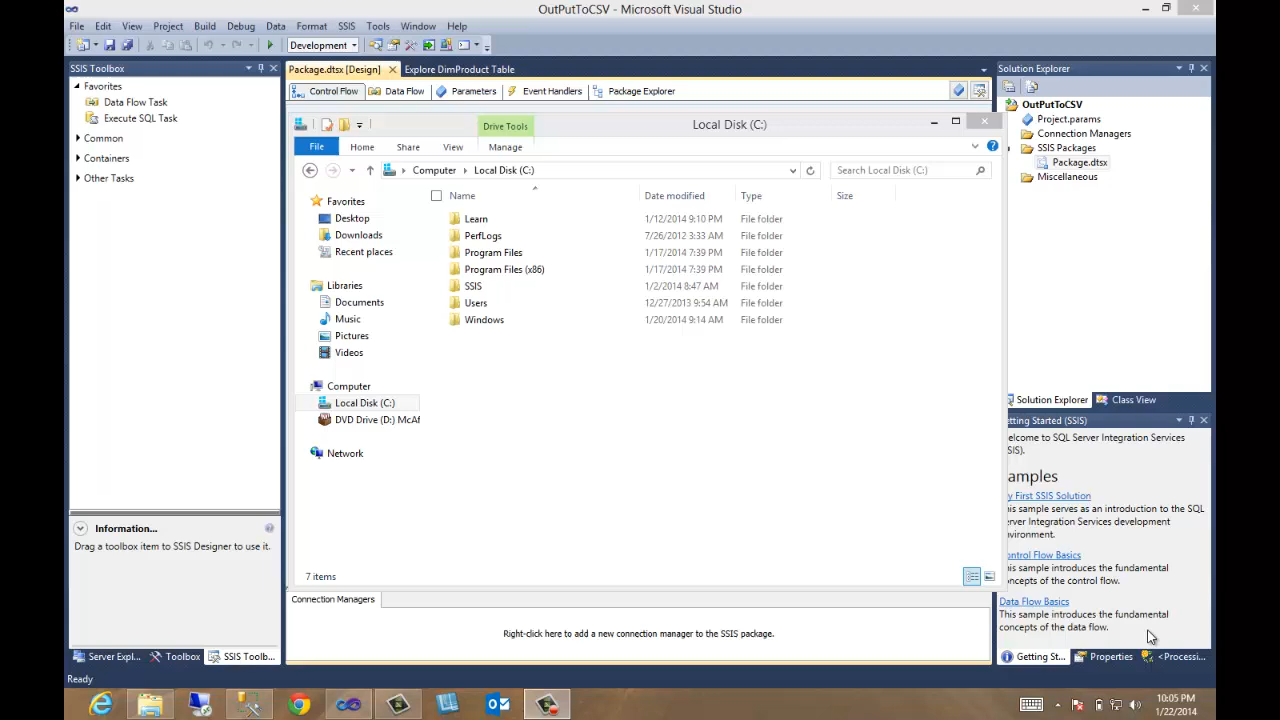 OutPutToCSV - Microsoft Visual Studio
File Edit View Project Build Debug Data Format SSIS Tools Window Help
Development
SSIS Toolbox
Favorites
Data Flow Task
Execute SQL Task
Common
Containers
Other Tasks
Information...
Drag a toolbox item to SSIS Designer to use it.
Server Expl... Toolbox SSIS Toolb...
Package.dtsx [Design] Explore DimProduct Table
Control Flow Data Flow Parameters Event Handlers Package Explorer
Drive Tools Local Disk (C:)
File Home Share View Manage
Computer Local Disk (C:) Search Local Disk (C:)
Favorites
Desktop
Downloads
Recent places
Libraries
Documents
Music
Pictures
Videos
Computer
Local Disk (C:)
DVD Drive (D:) McAf
Network
Name Date modified Type Size
Learn 1/12/2014 9:10 PM File folder
PerfLogs 7/26/2012 3:33 AM File folder
Program Files 1/17/2014 7:39 PM File folder
Program Files (x86) 1/17/2014 7:39 PM File folder
SSIS 1/2/2014 8:47 AM File folder
Users 12/27/2013 9:54 AM File folder
Windows 1/20/2014 9:14 AM File folder
7 items
Connection Managers
Right-click here to add a new connection manager to the SSIS package.
Solution Explorer
OutPutToCSV
Project.params
Connection Managers
SSIS Packages
Package.dtsx
Miscellaneous
Solution Explorer Class View
etting Started (SSIS)
elcome to SQL Server Integration Services
SIS).
amples
y First SSIS Solution
his sample serves as an introduction to the SQL
erver Integration Services development
nvironment.
ontrol Flow Basics
his sample introduces the fundamental
oncepts of the control flow.
Data Flow Basics
This sample introduces the fundamental
concepts of the data flow.
Getting St... Properties <Processi...
Ready
10:05 PM
1/22/2014